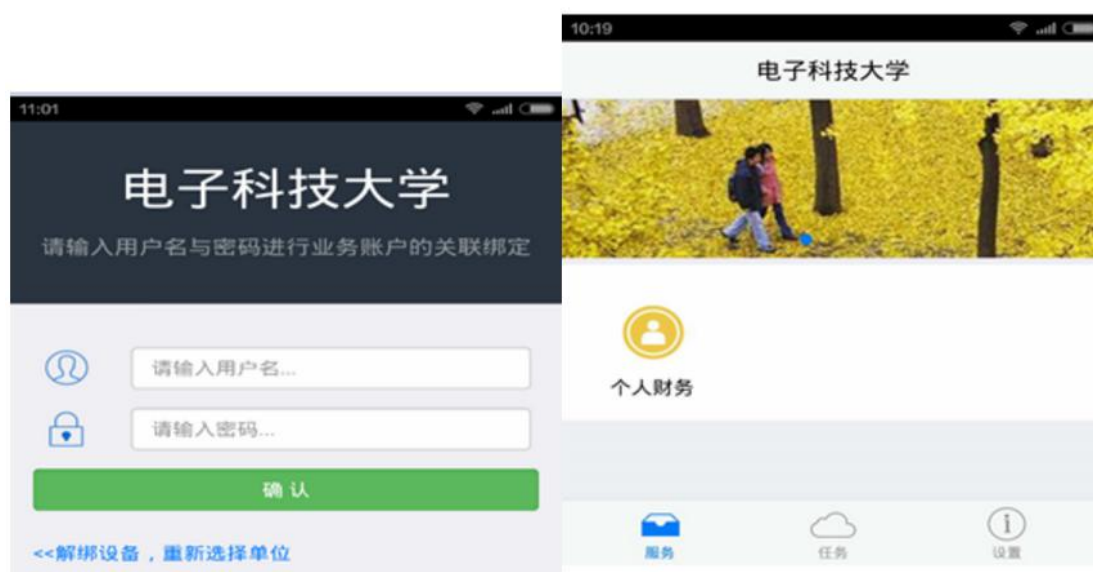 11:01
电子科技大学
请输入用户名与密码进行业务账户的关联绑定
请输入用户名...
请输入密码...
确 认
<<解绑设备，重新选择单位
10:19
电子科技大学
个人财务
服务
任务
设置